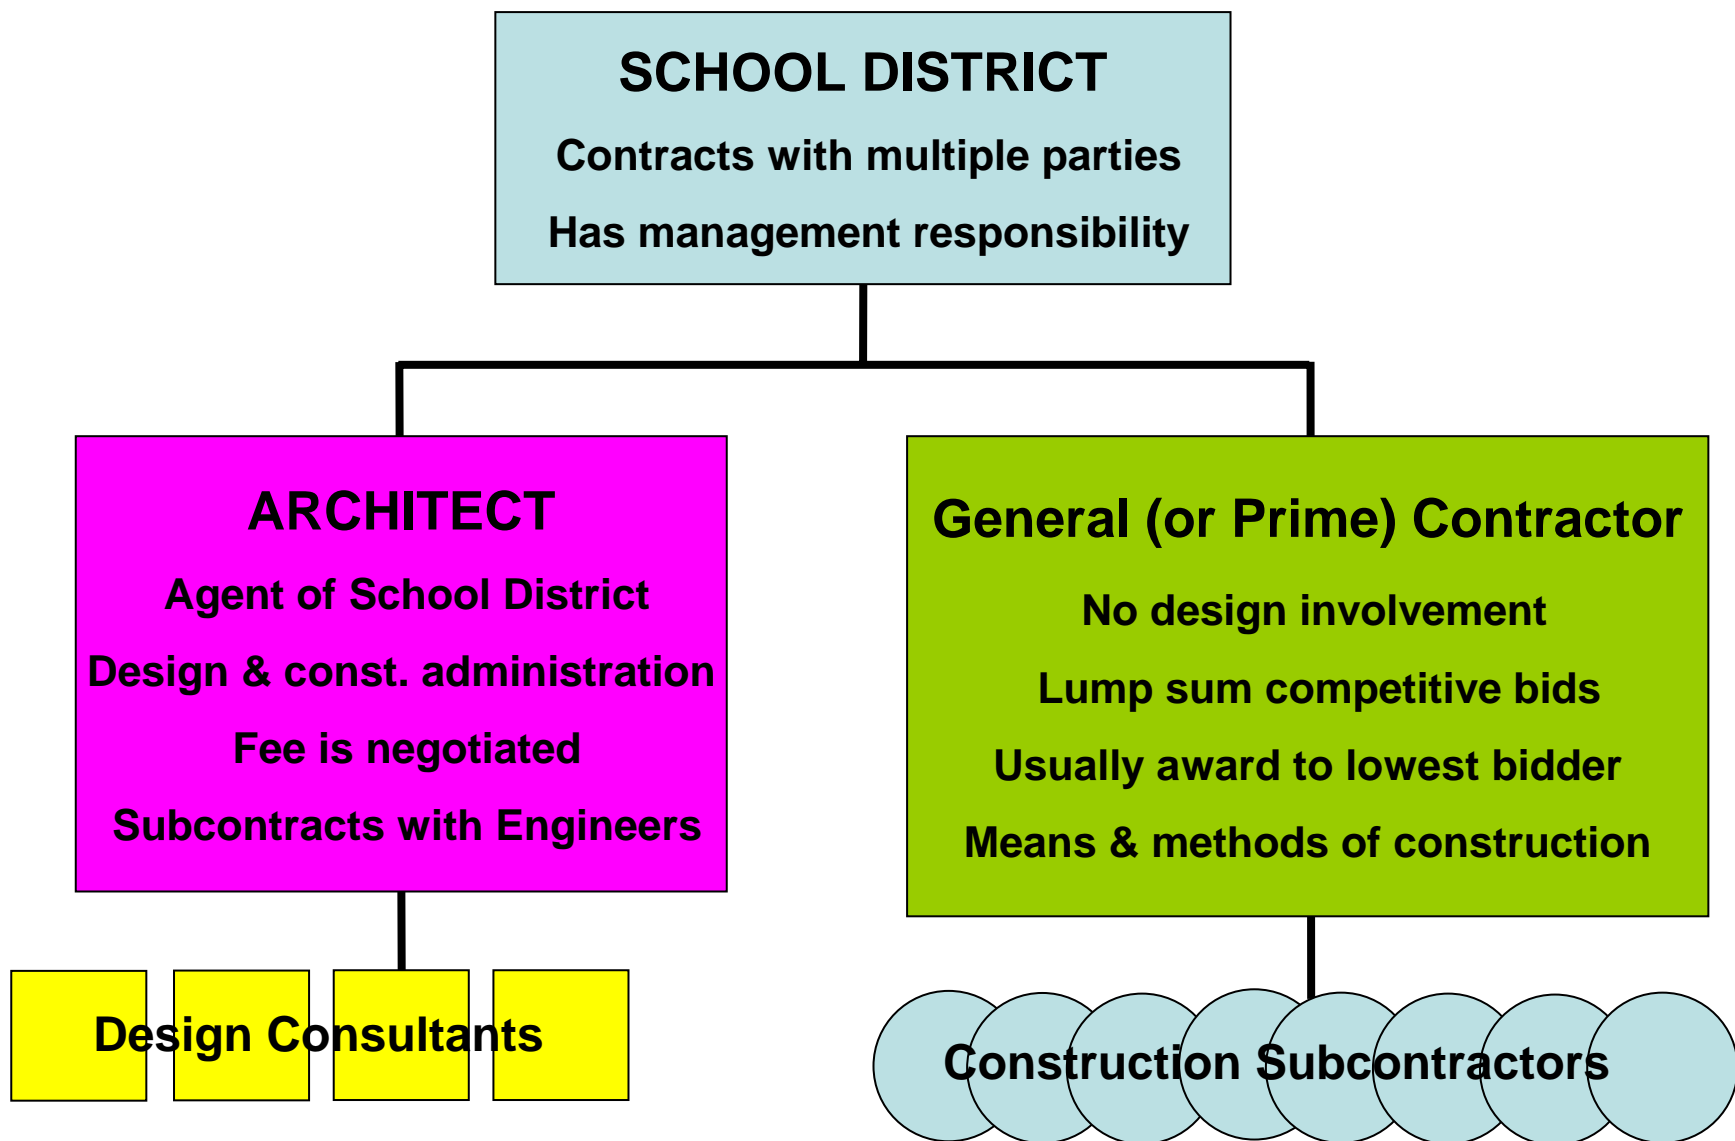 SCHOOL DISTRICT
Contracts with multiple parties
Has management responsibility
ARCHITECT
Agent of School District
Design & const. administration
Fee is negotiated
Subcontracts with Engineers
General (or Prime) Contractor
No design involvement
Lump sum competitive bids
Usually award to lowest bidder
Means & methods of construction
Design Consultants
Construction Subcontractors